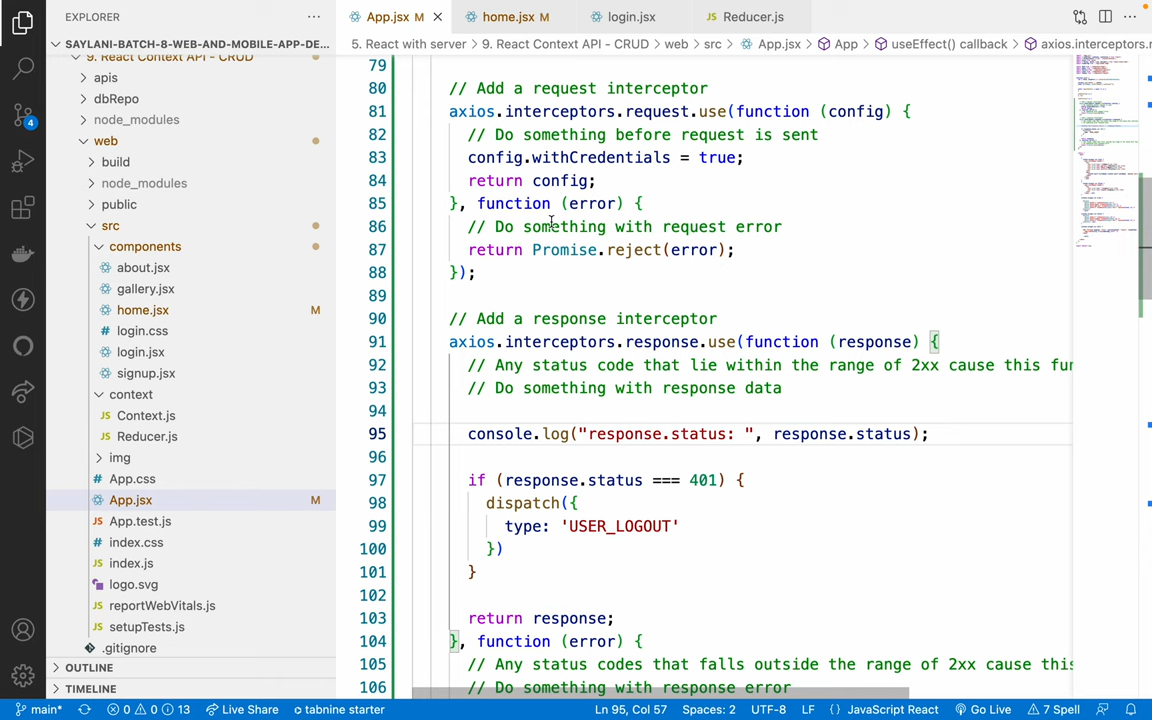 EXPLORER
App.jsx M
home.jsx M
login.jsx
JS Reducer.js
SAYLANI-BATCH-8-WEB-AND-MOBILE-APP-DE...
5. React with server > 9. React Context API - CRUD > web > src > App.jsx > App > useEffect() callback > axios.interceptors.r
9. React Context API - CRUD
apis
dbRepo
node_modules
web
build
node_modules
public
src
components
about.jsx
gallery.jsx
home.jsx M
# login.css
login.jsx
signup.jsx
context
JS Context.js
JS Reducer.js
img
# App.css
App.jsx M
JS App.test.js
# index.css
JS index.js
logo.svg
JS reportWebVitals.js
JS setupTests.js
.gitignore
OUTLINE
TIMELINE
4
79
80 // Add a request interceptor
81 axios.interceptors.request.use(function (config) {
82 // Do something before request is sent
83 config.withCredentials = true;
84 return config;
85 }, function (error) {
86 // Do something with request error
87 return Promise.reject(error);
88 });
89
90 // Add a response interceptor
91 axios.interceptors.response.use(function (response) {
92 // Any status code that lie within the range of 2xx cause this fun
93 // Do something with response data
94
95 console.log("response.status: ", response.status);
96
97 if (response.status === 401) {
98 dispatch({
99 type: 'USER_LOGOUT'
100 })
101 }
102
103 return response;
104 }, function (error) {
105 // Any status codes that falls outside the range of 2xx cause this
106 // Do something with response error
main* 0 0 13 Live Share tabnine starter Ln 95, Col 57 Spaces: 2 UTF-8 LF {} JavaScript React Go Live 7 Spell